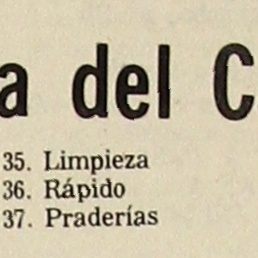 a del C
35. Limpieza
36. Rápido
37. Praderías